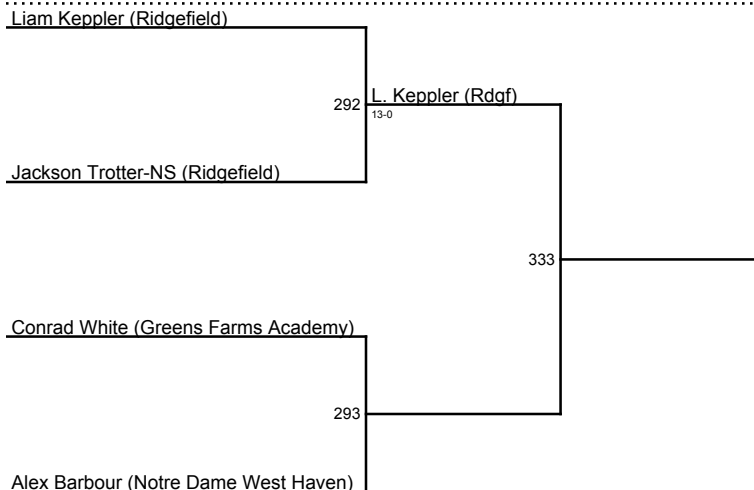 Liam Keppler (Ridgefield)
292
L. Keppler (Rdgf)
13-0
Jackson Trotter-NS (Ridgefield)
333
Conrad White (Greens Farms Academy)
293
Alex Barbour (Notre Dame West Haven)